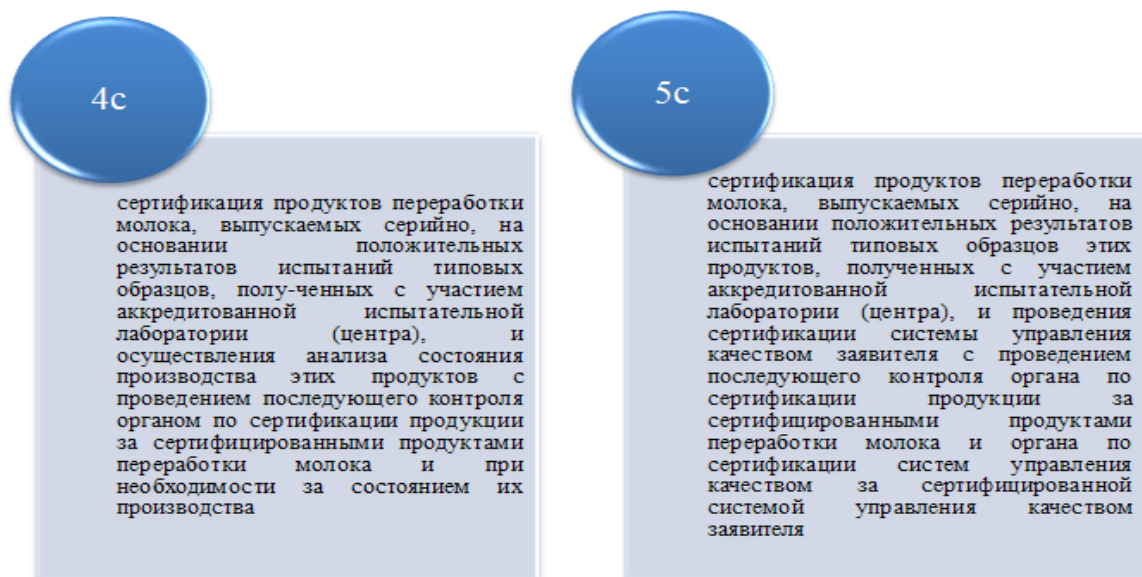 4с
сертификация продуктов переработки
молока, выпускаемых серийно, на
основании положительных
результатов испытаний типовых
образцов, полу-ченных с участием
аккредитованной испытательной
лаборатории (центра), и
осуществления анализа состояния
производства этих продуктов с
проведением последующего контроля
органом по сертификации продукции
за сертифицированными продуктами
переработки молока и при
необходимости за состоянием их
производства
5с
сертификация продуктов переработки
молока, выпускаемых серийно, на
основании положительных результатов
испытаний типовых образцов этих
продуктов, полученных с участием
аккредитованной испытательной
лаборатории (центра), и проведения
сертификации системы управления
качеством заявителя с проведением
последующего контроля органа по
сертификации продукции за
сертифицированными продуктами
переработки молока и органа по
сертификации систем управления
качеством за сертифицированной
системой управления качеством
заявителя